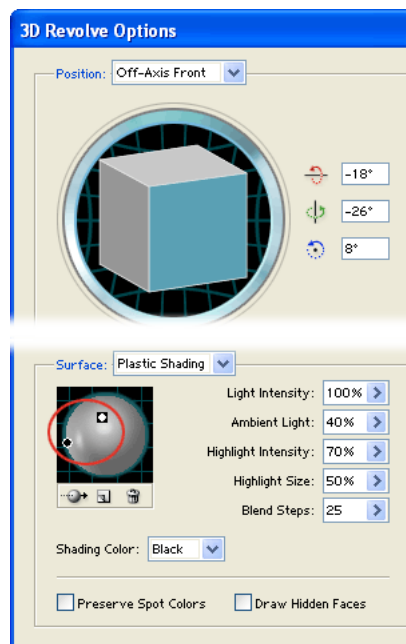 3D Revolve Options
Position: Off-Axis Front
-18°
-26°
8°
Surface: Plastic Shading
Light Intensity: 100%
Ambient Light: 40%
Highlight Intensity: 70%
Highlight Size: 50%
Blend Steps: 25
Shading Color: Black
Preserve Spot Colors Draw Hidden Faces